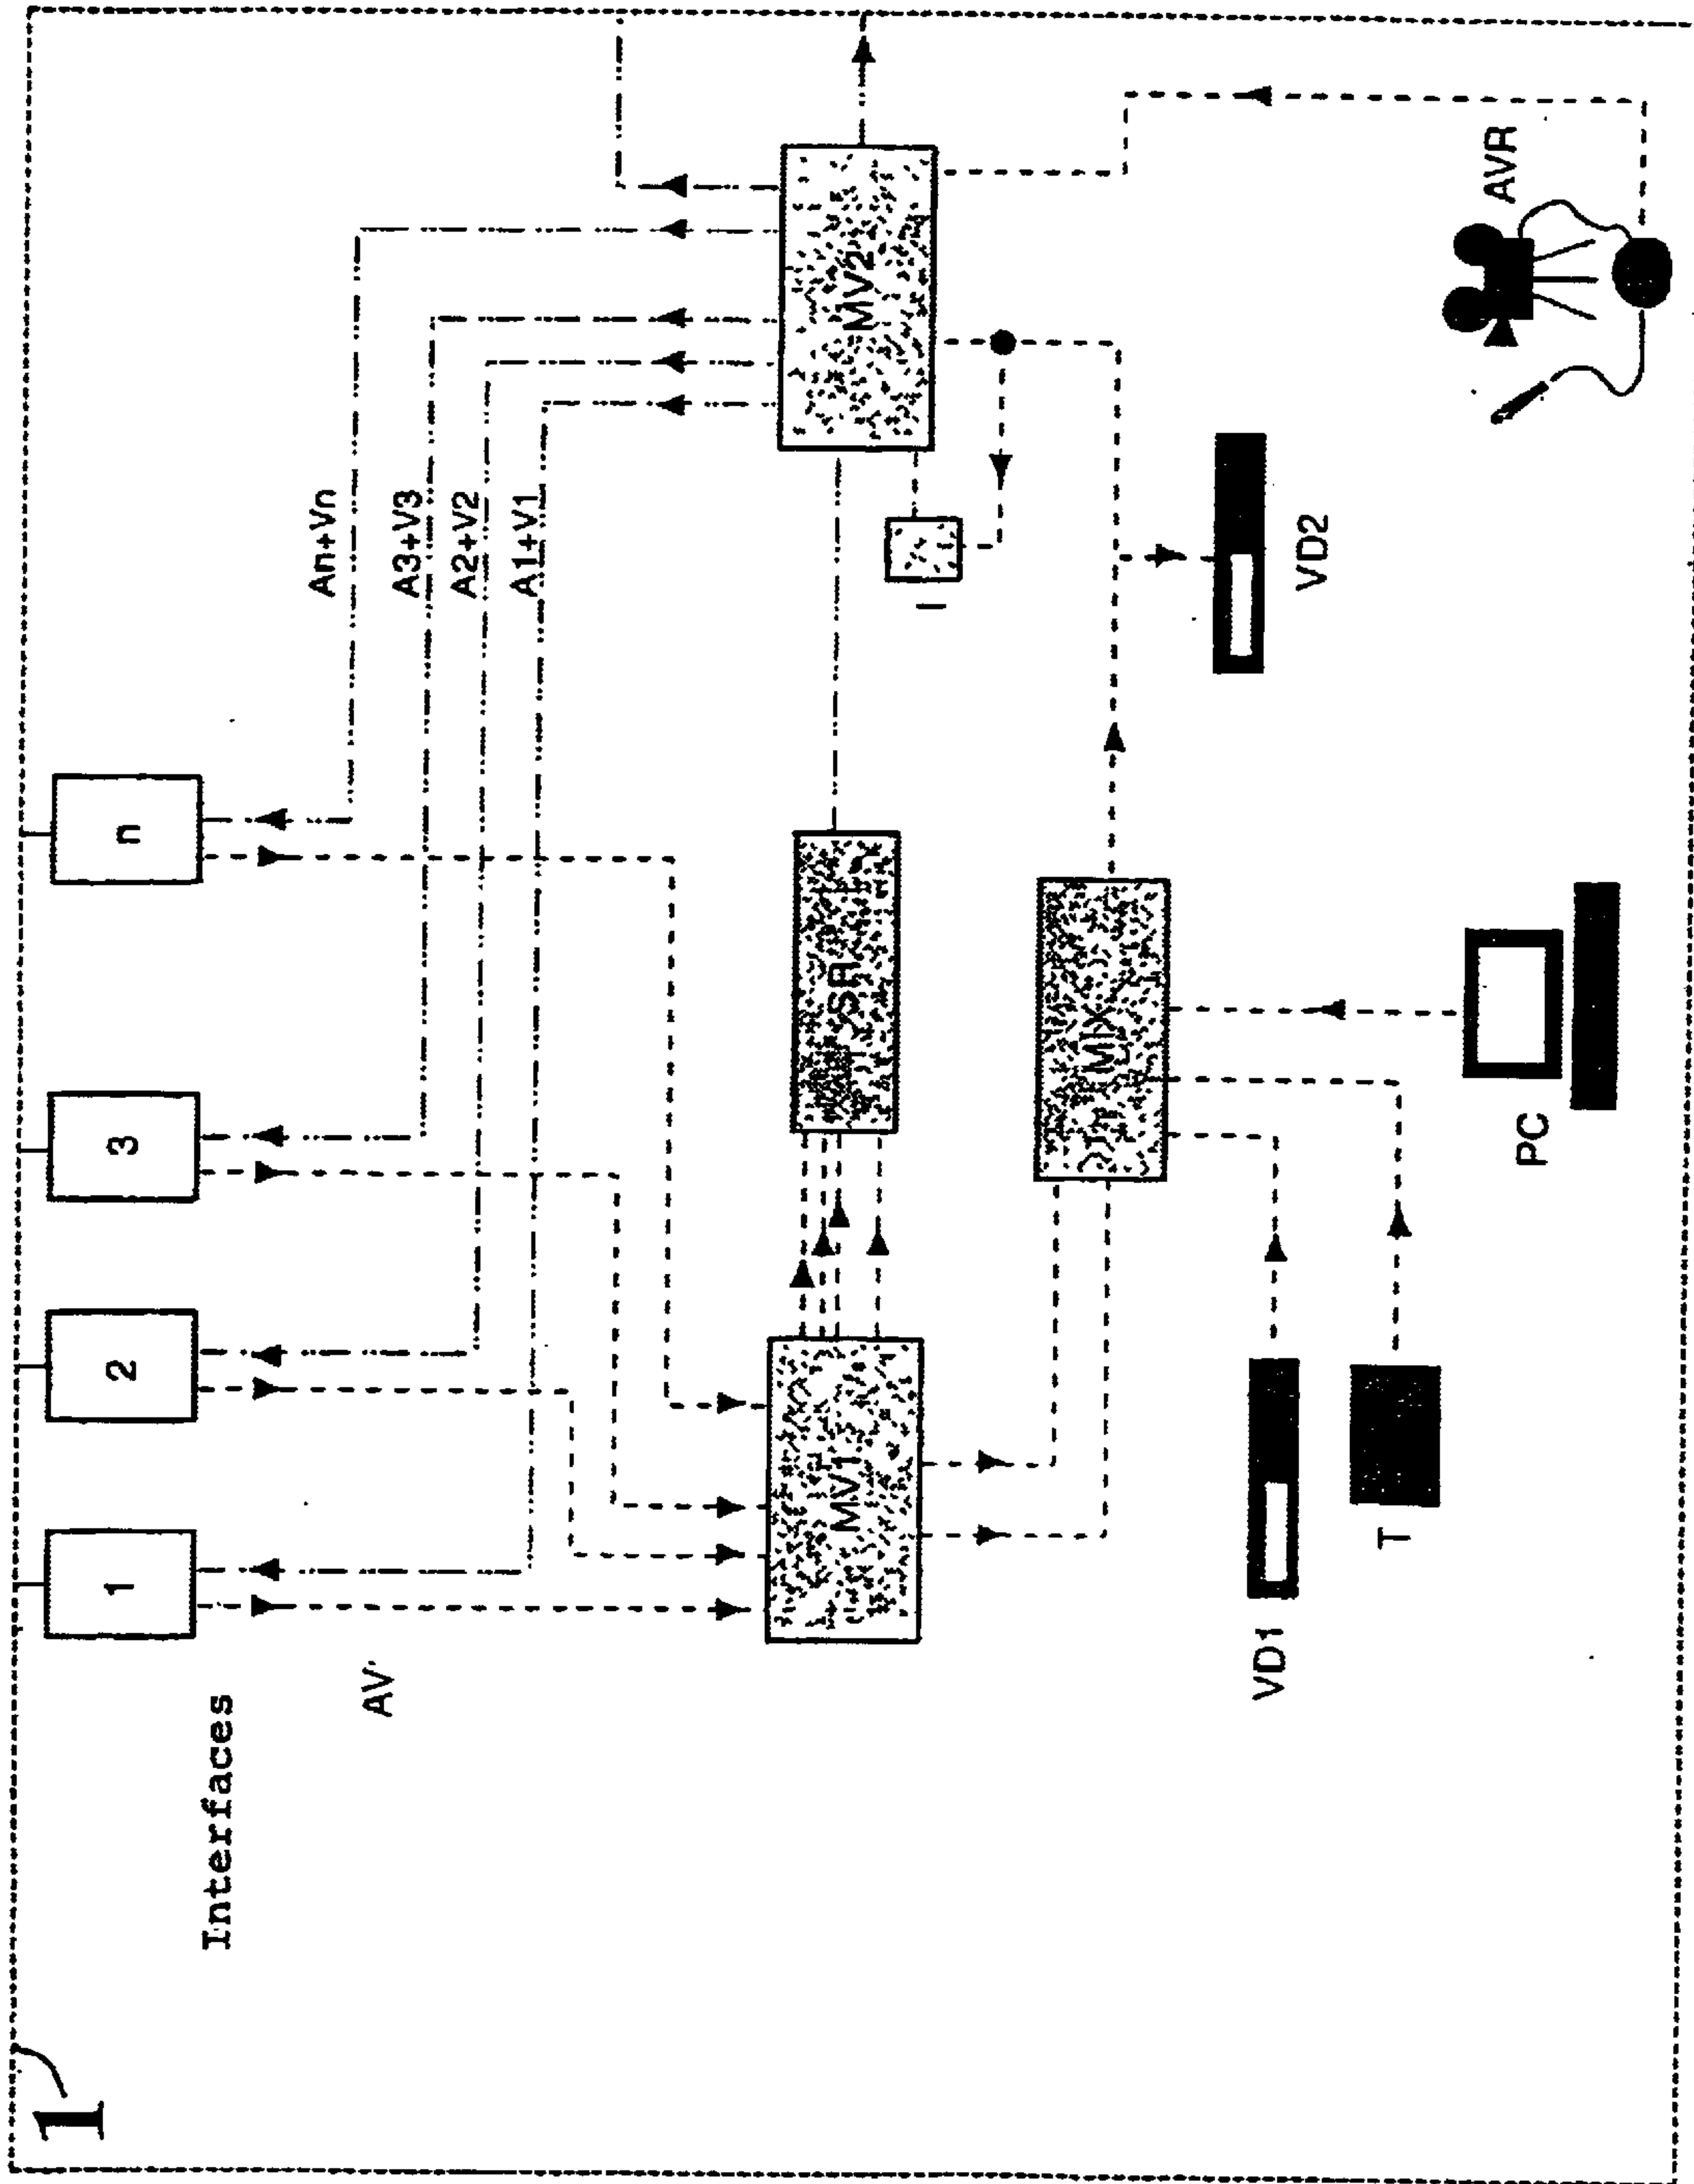 1
Interfaces
1
2
3
n
AV'
An+Vn
A3+V3
A2+V2
A1+V1
MV1
SR
MV2
I
MIX
VD1
T
PC
VD2
AVR